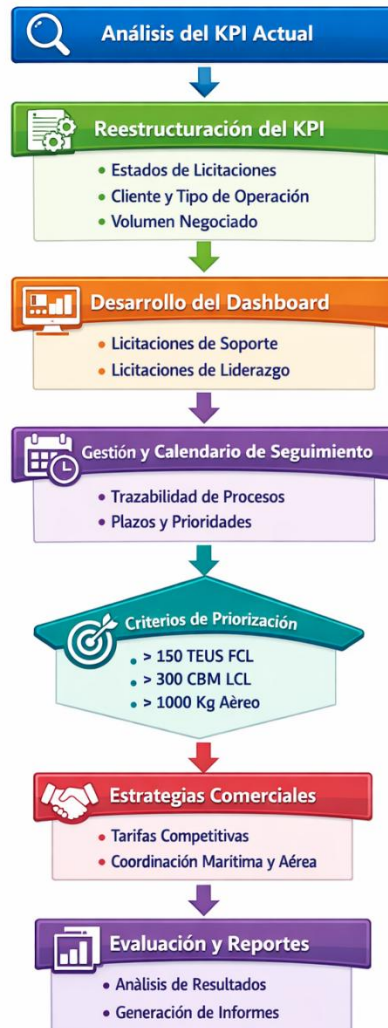 Análisis del KPI Actual
Reestructuración del KPI
• Estados de Licitaciones
• Cliente y Tipo de Operación
• Volumen Negociado
Desarrollo del Dashboard
• Licitaciones de Soporte
• Licitaciones de Liderazgo
Gestión y Calendario de Seguimiento
• Trazabilidad de Procesos
• Plazos y Prioridades
Criterios de Priorización
• > 150 TEUS FCL
• > 300 CBM LCL
• > 1000 Kg Aèreo
Estrategias Comerciales
• Tarifas Competitivas
• Coordinación Marítima y Aérea
Evaluación y Reportes
• Anàlisis de Resultados
• Generación de Informes